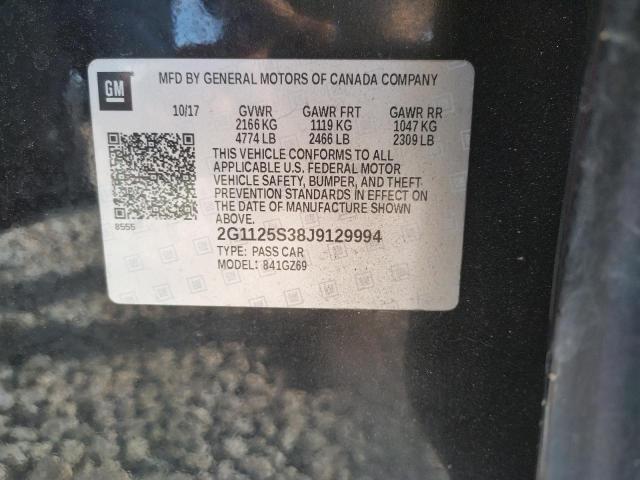 GM
MFD BY GENERAL MOTORS OF CANADA COMPANY
10/17 GVWR GAWR FRT GAWR RR
2166 KG 1119 KG 1047 KG
4774 LB 2466 LB 2309 LB
THIS VEHICLE CONFORMS TO ALL
APPLICABLE U.S. FEDERAL MOTOR
VEHICLE SAFETY, BUMPER, AND THEFT
PREVENTION STANDARDS IN EFFECT ON
THE DATE OF MANUFACTURE SHOWN
ABOVE.
8555
2G1125S38J9129994
TYPE: PASS CAR
MODEL: 841GZ69